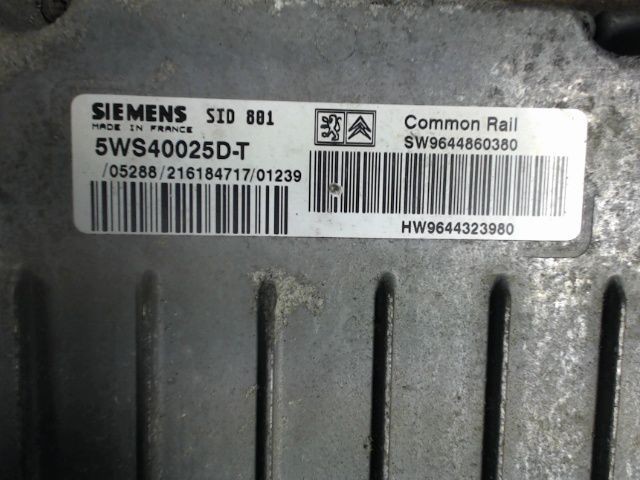 SIEMENS SID 801
MADE IN FRANCE
5WS40025D-T
/05288/216184717/01239
Common Rail
SW9644860380
HW9644323980